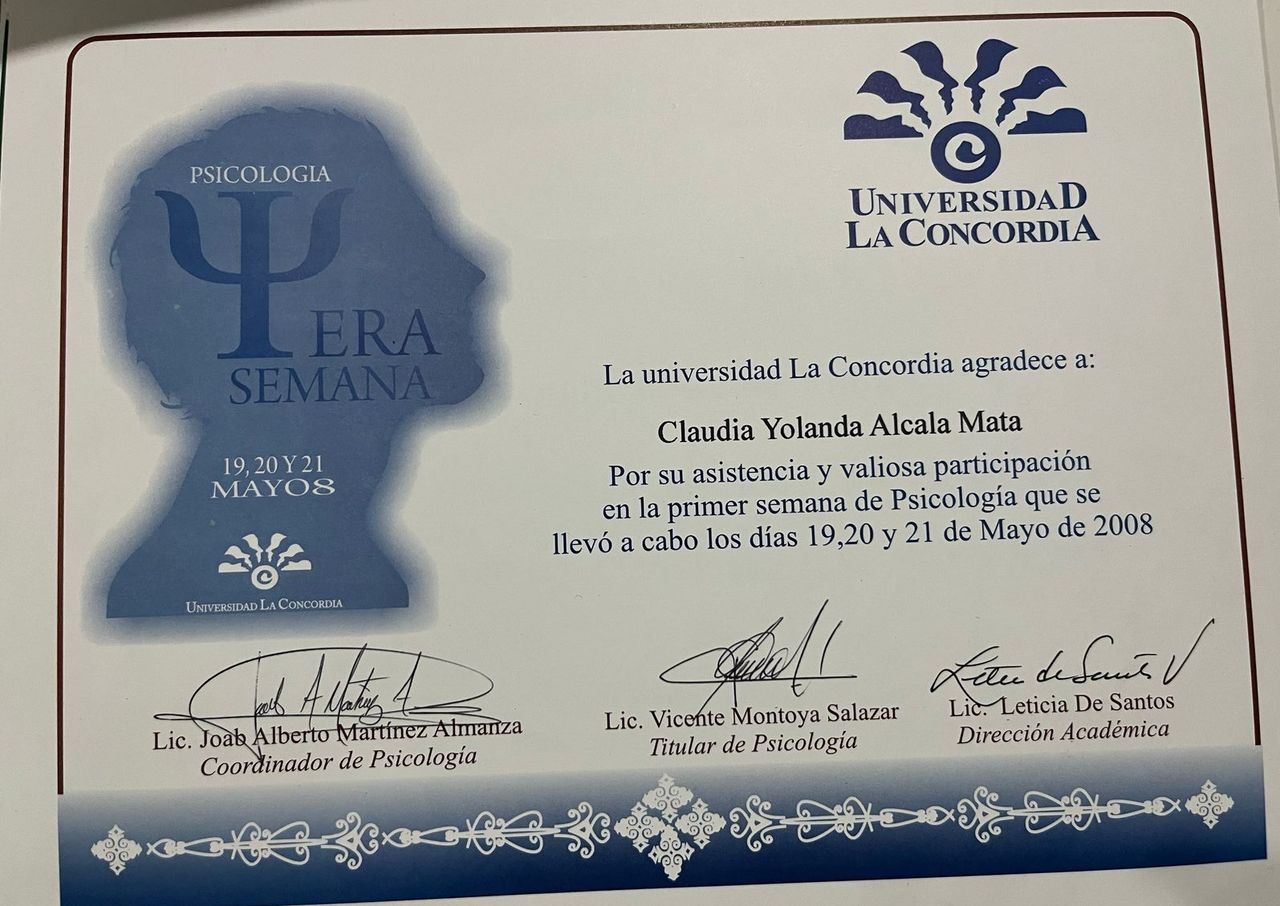 PSICOLOGIA
Ψ ERA
SEMANA
19, 20 Y 21
MAYO8
UNIVERSIDAD LA CONCORDIA
UNIVERSIDAD
LA CONCORDIA
La universidad La Concordia agradece a:
Claudia Yolanda Alcala Mata
Por su asistencia y valiosa participación
en la primer semana de Psicología que se
llevó a cabo los días 19,20 y 21 de Mayo de 2008
Lic. Joab Alberto Martínez Almanza
Coordinador de Psicología
Lic. Vicente Montoya Salazar
Titular de Psicología
Lic. Leticia De Santos
Dirección Académica